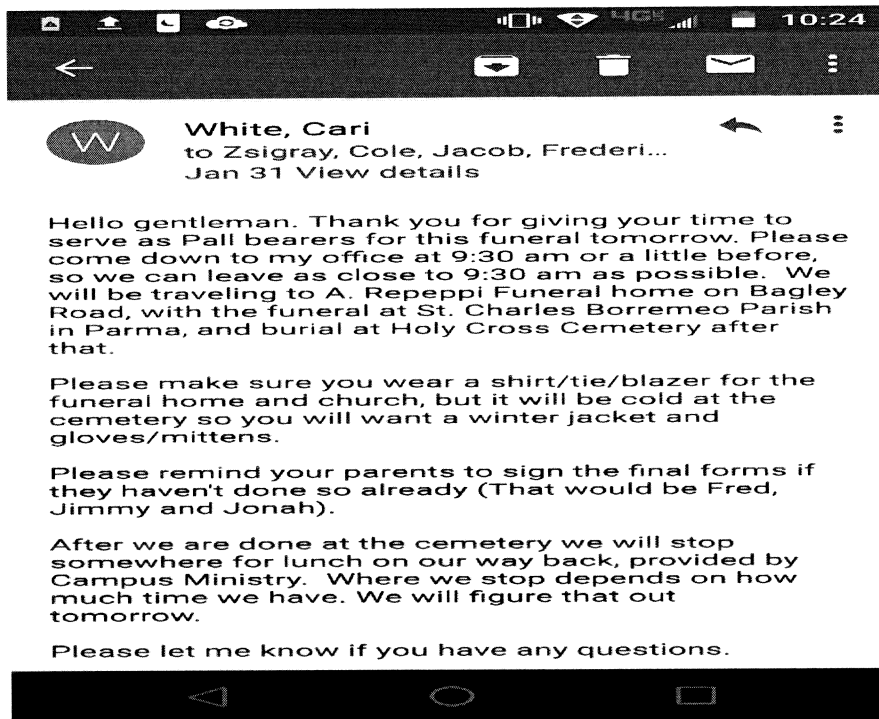 4G 10:24
W
White, Cari
to Zsigray, Cole, Jacob, Frederi...
Jan 31 View details
Hello gentleman. Thank you for giving your time to
serve as Pall bearers for this funeral tomorrow. Please
come down to my office at 9:30 am or a little before,
so we can leave as close to 9:30 am as possible. We
will be traveling to A. Repeppi Funeral home on Bagley
Road, with the funeral at St. Charles Borremeo Parish
in Parma, and burial at Holy Cross Cemetery after
that.
Please make sure you wear a shirt/tie/blazer for the
funeral home and church, but it will be cold at the
cemetery so you will want a winter jacket and
gloves/mittens.
Please remind your parents to sign the final forms if
they haven't done so already (That would be Fred,
Jimmy and Jonah).
After we are done at the cemetery we will stop
somewhere for lunch on our way back, provided by
Campus Ministry. Where we stop depends on how
much time we have. We will figure that out
tomorrow.
Please let me know if you have any questions.